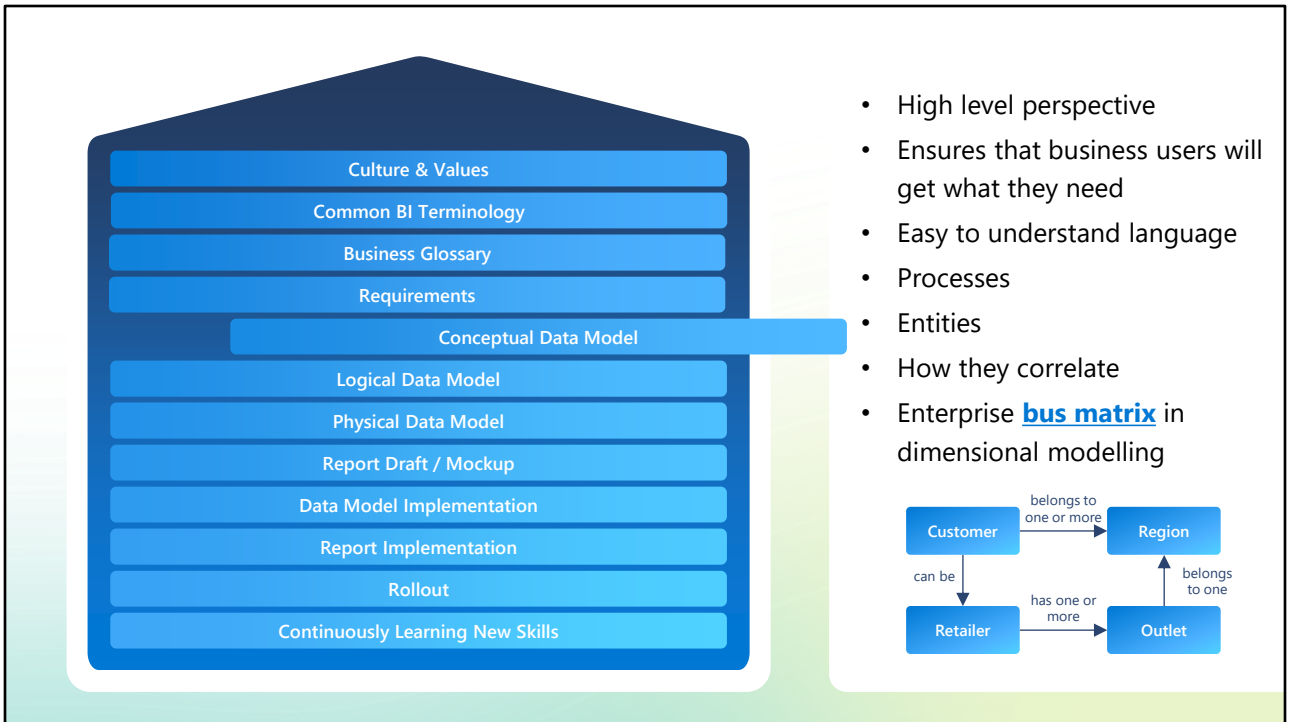 Culture & Values
Common BI Terminology
Business Glossary
Requirements
Conceptual Data Model
Logical Data Model
Physical Data Model
Report Draft / Mockup
Data Model Implementation
Report Implementation
Rollout
Continuously Learning New Skills
• High level perspective
• Ensures that business users will
get what they need
• Easy to understand language
• Processes
• Entities
• How they correlate
• Enterprise bus matrix in
dimensional modelling
Customer
belongs to
one or more
Region
can be
belongs
to one
Retailer
has one or
more
Outlet